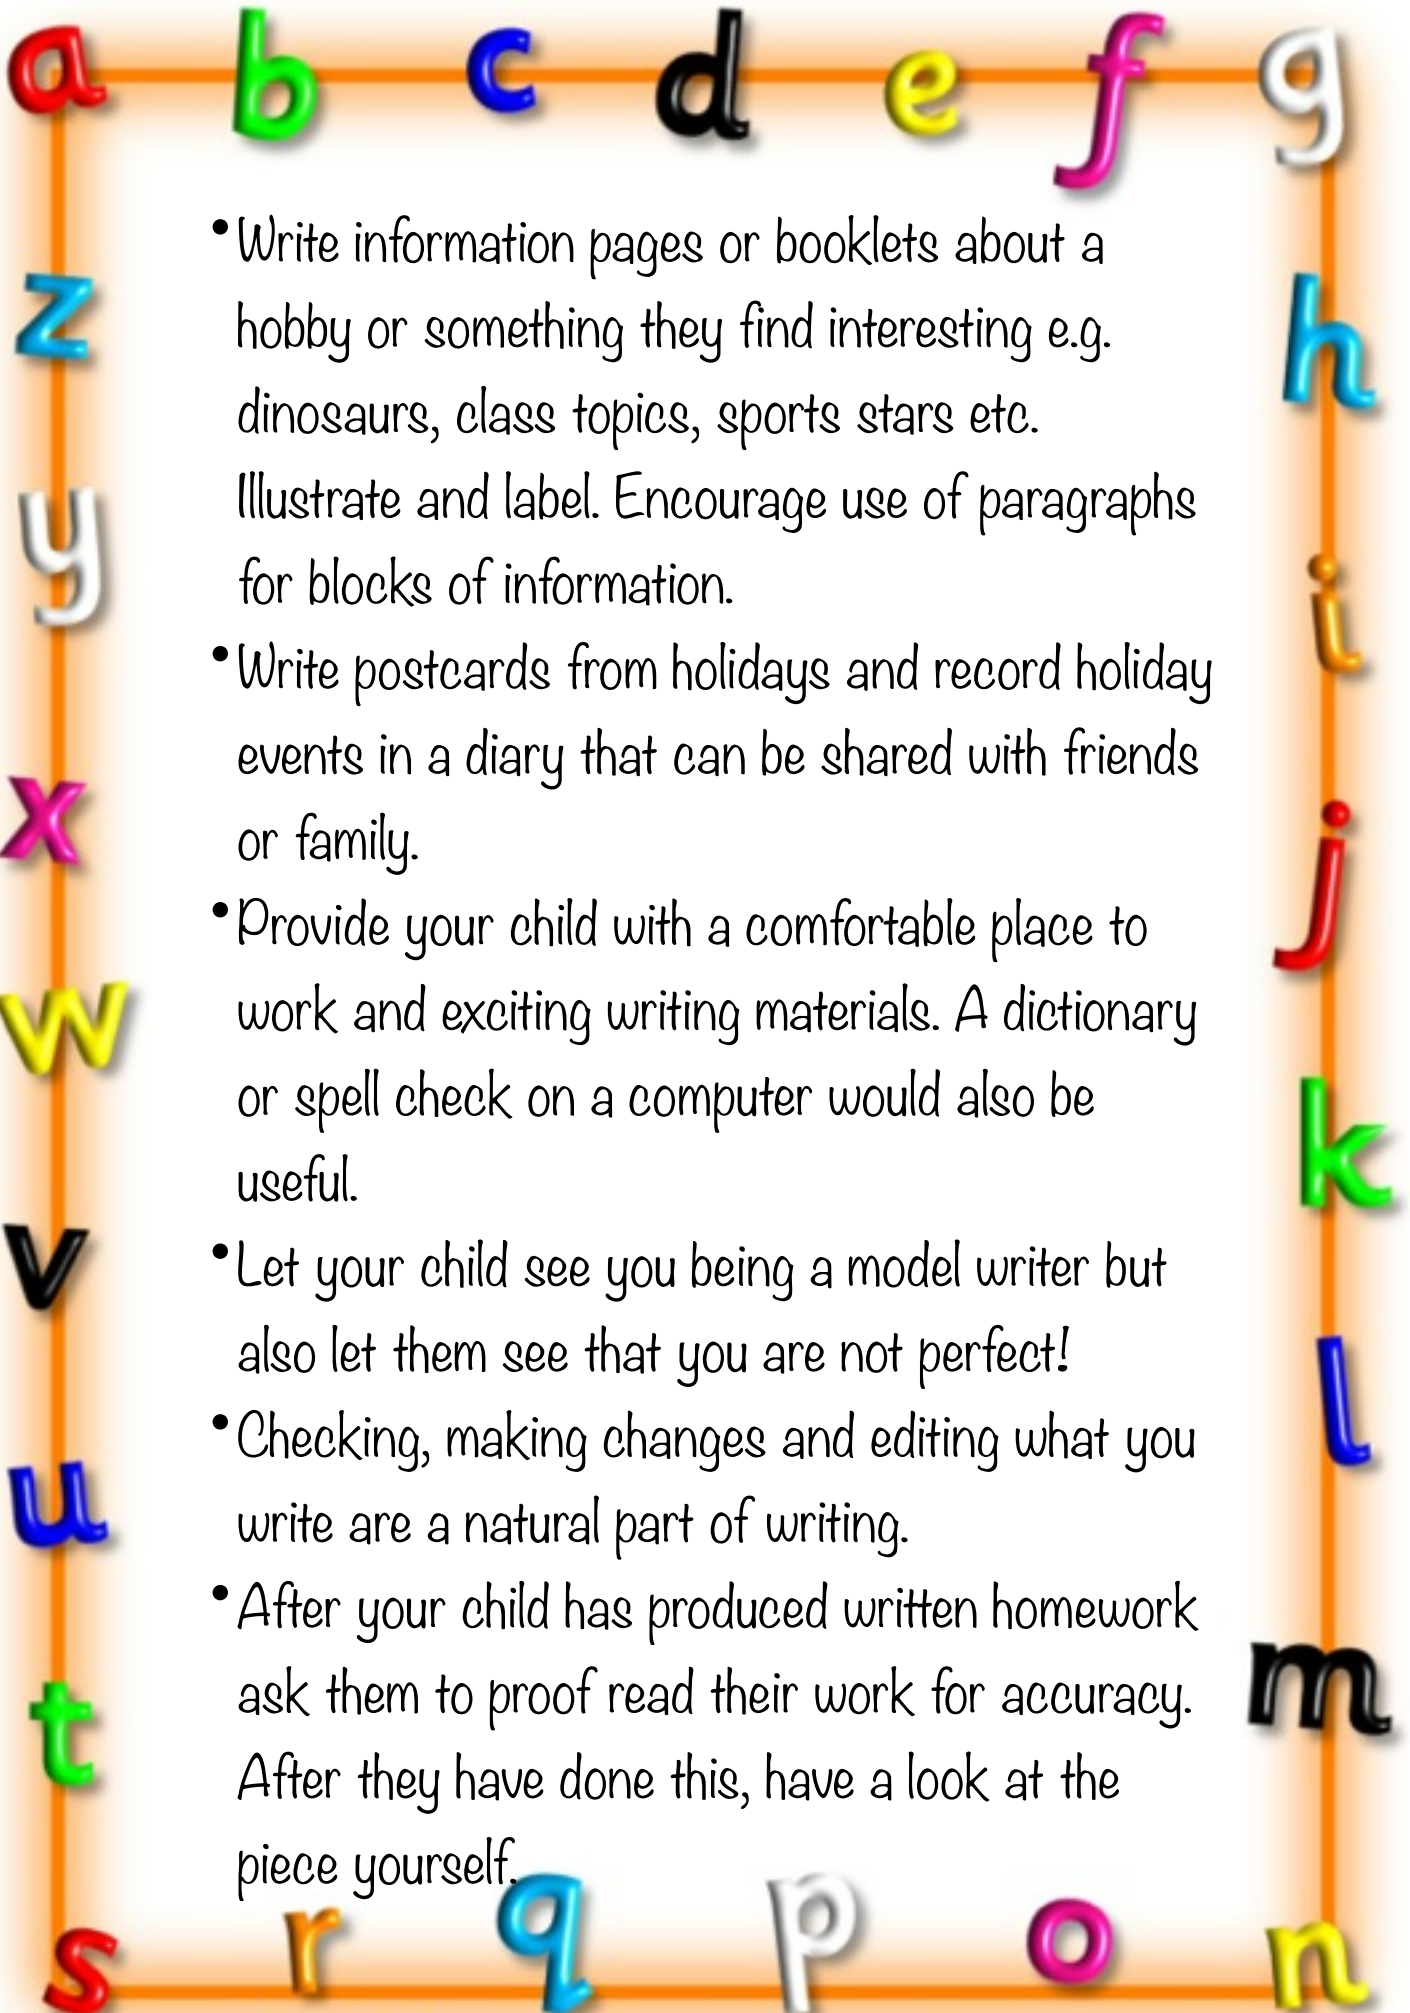 a b c d e f g
• Write information pages or booklets about a
hobby or something they find interesting e.g.
dinosaurs, class topics, sports stars etc.
Illustrate and label. Encourage use of paragraphs
for blocks of information.
• Write postcards from holidays and record holiday
events in a diary that can be shared with friends
or family.
• Provide your child with a comfortable place to
work and exciting writing materials. A dictionary
or spell check on a computer would also be
useful.
• Let your child see you being a model writer but
also let them see that you are not perfect!
• Checking, making changes and editing what you
write are a natural part of writing.
• After your child has produced written homework
ask them to proof read their work for accuracy.
After they have done this, have a look at the
piece yourself.
h
i
j
k
l
m
n
o
p
q
r
s
t
u
v
w
x
y
z